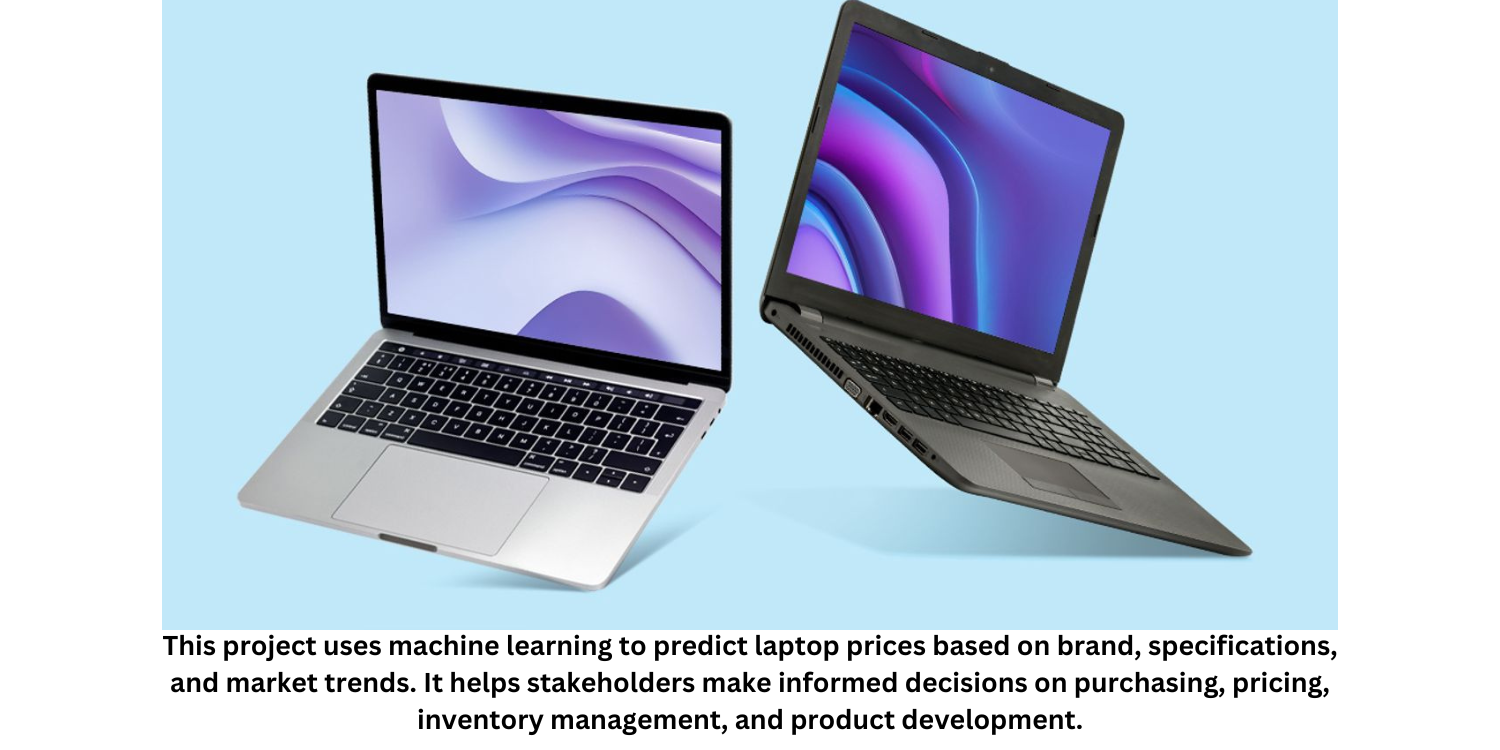 This project uses machine learning to predict laptop prices based on brand, specifications,
and market trends. It helps stakeholders make informed decisions on purchasing, pricing,
inventory management, and product development.